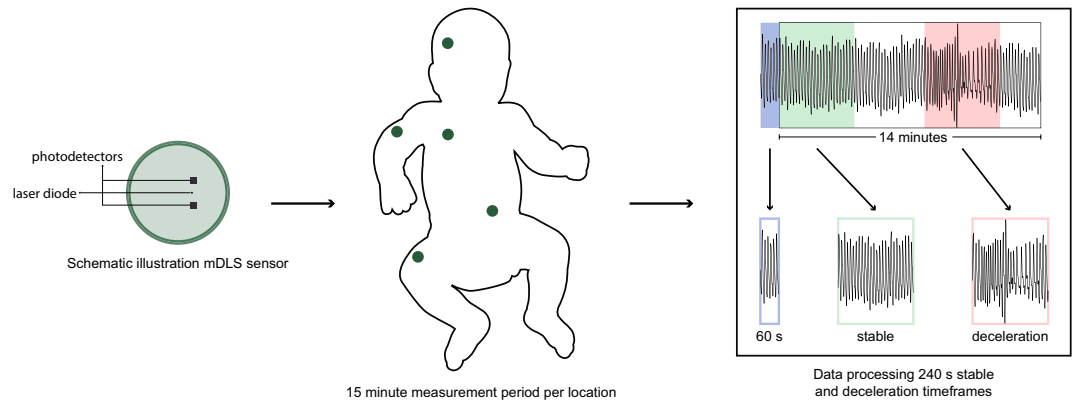 photodetectors
laser diode
Schematic illustration mDLS sensor
15 minute measurement period per location
14 minutes
60 s
stable
deceleration
Data processing 240 s stable
and deceleration timeframes